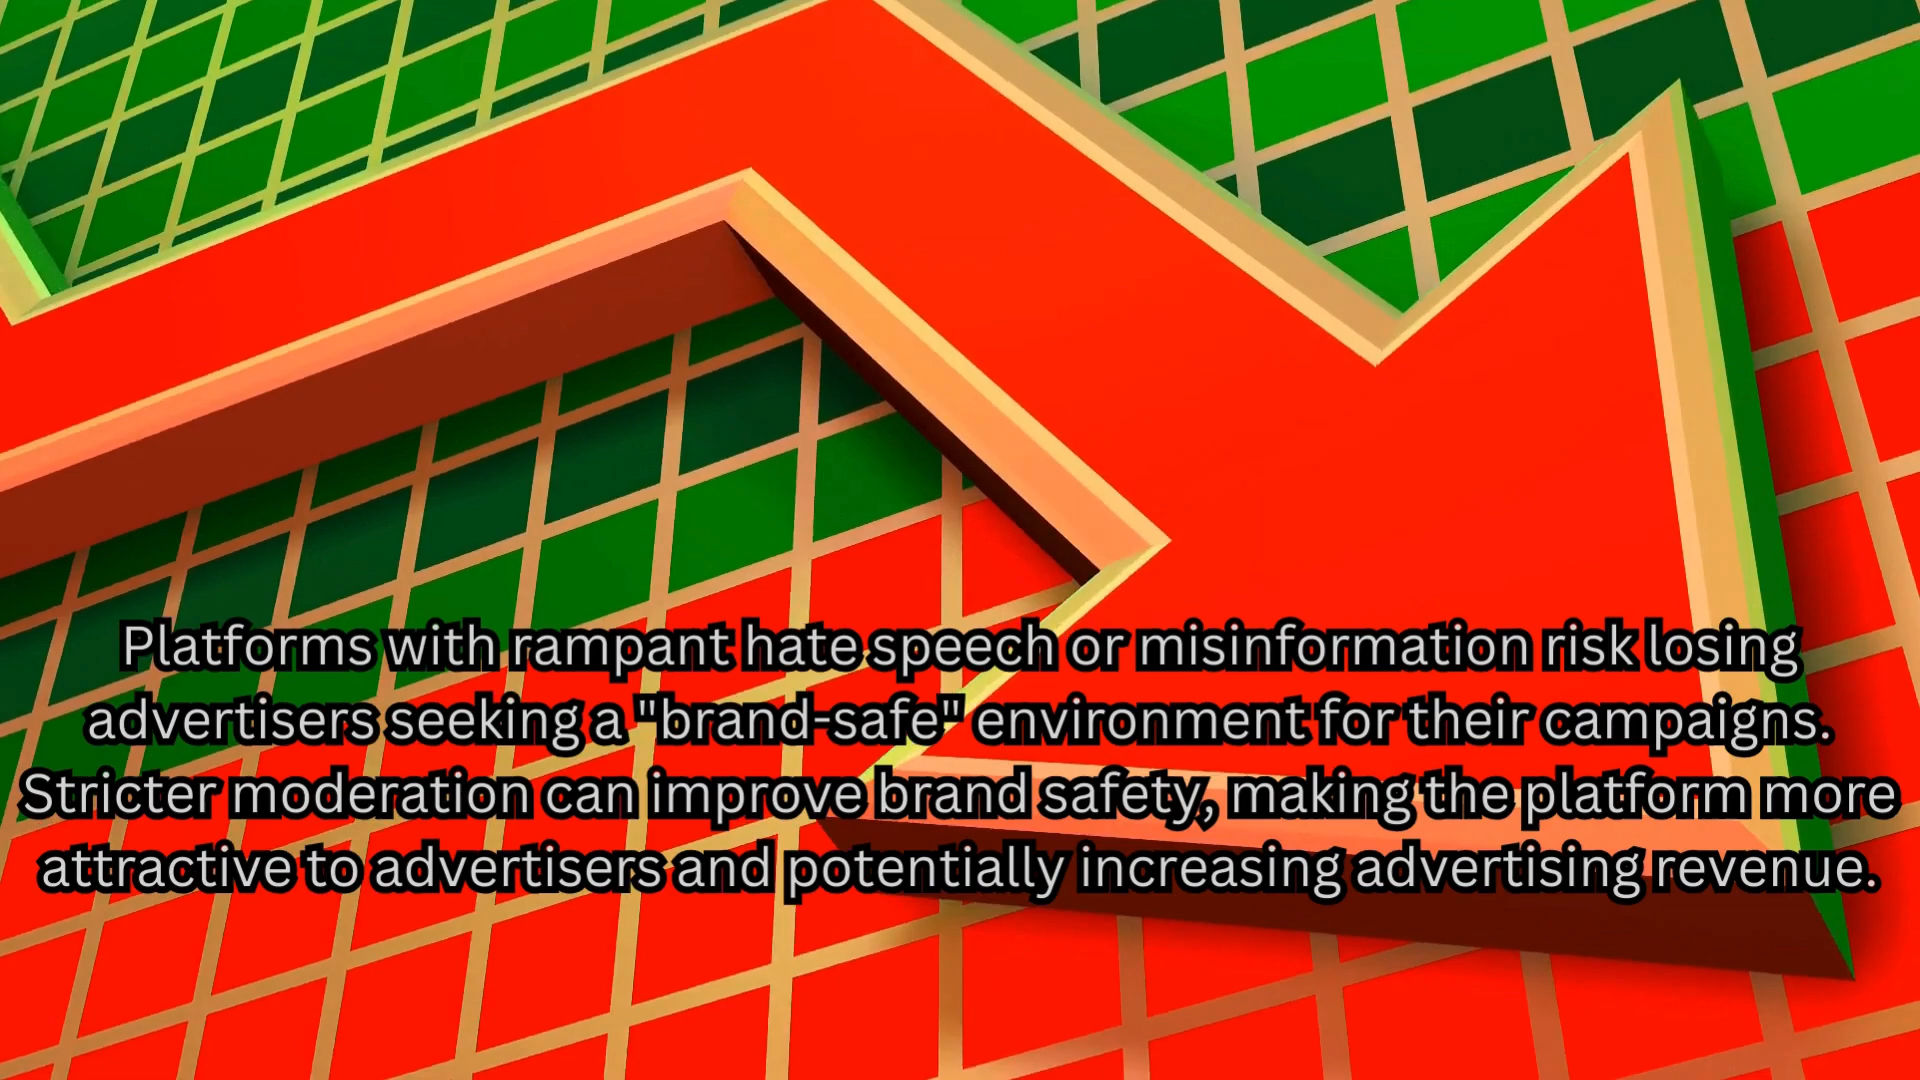 Platforms with rampant hate speech or misinformation risk losing
advertisers seeking a "brand-safe" environment for their campaigns.
Stricter moderation can improve brand safety, making the platform more
attractive to advertisers and potentially increasing advertising revenue.